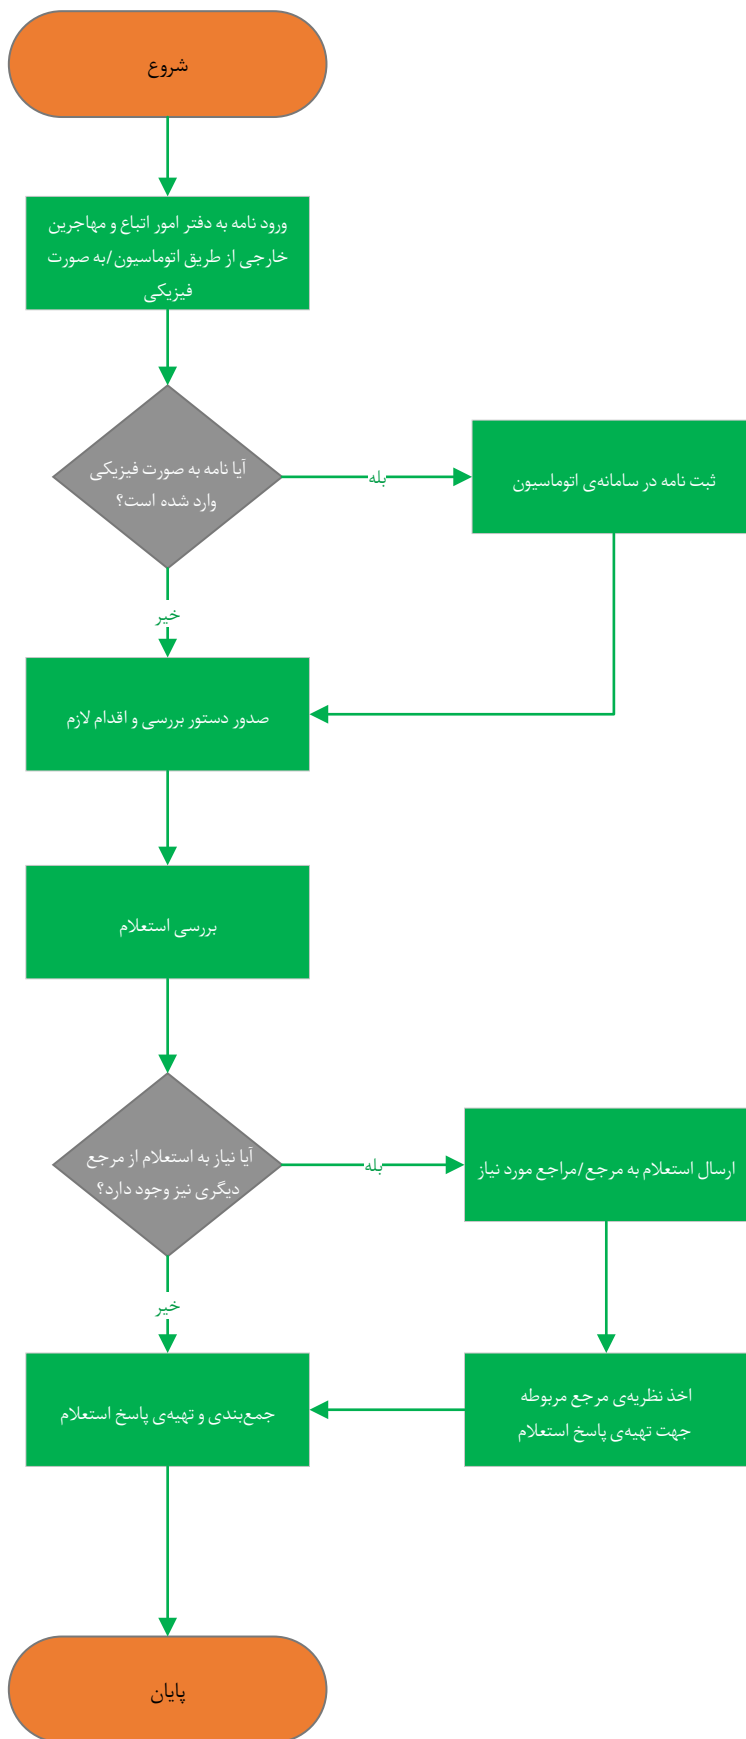 شروع
ورود نامه به دفتر امور اتباع و مهاجرین
خارجی از طریق اتوماسیون/به صورت
فیزیکی
آیا نامه به صورت فیزیکی
وارد شده است؟
بله
ثبت نامه در سامانه‌ی اتوماسیون
خیر
صدور دستور بررسی و اقدام لازم
بررسی استعلام
آیا نیاز به استعلام از مرجع
دیگری نیز وجود دارد؟
بله
ارسال استعلام به مرجع/مراجع مورد نیاز
خیر
اخذ نظریه‌ی مرجع مربوطه
جهت تهیه‌ی پاسخ استعلام
جمع‌بندی و تهیه‌ی پاسخ استعلام
پایان